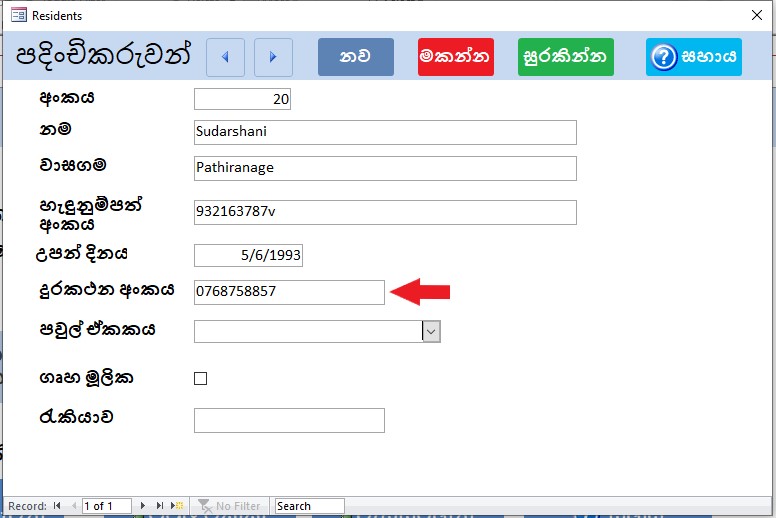 Residents
පදිංචිකරුවන්
නව
මකන්න
සුරකින්න
? සහාය
අංකය
20
නම
Sudarshani
වාසගම
Pathiranage
හැඳුනුම්පත්
අංකය
932163787v
උපන් දිනය
5/6/1993
දුරකථන අංකය
0768758857
පවුල් ඒකකය
ගෘහ මූලික
රැකියාව
Record:
1 of 1
No Filter
Search